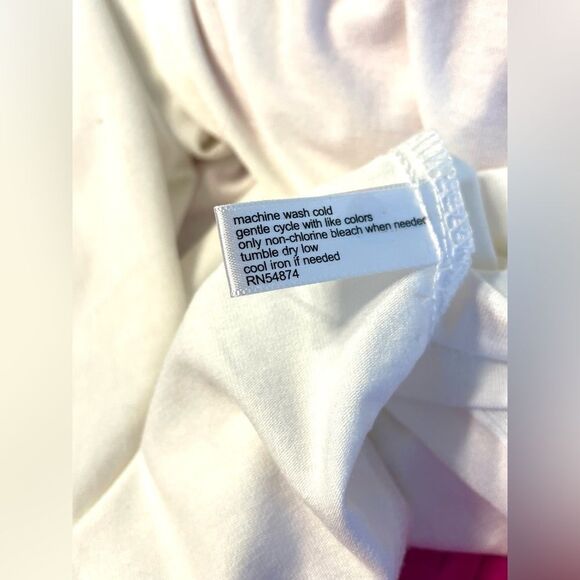 machine wash cold
gentle cycle with like colors
only non-chlorine bleach when needed
tumble dry low
cool iron if needed
RN54874